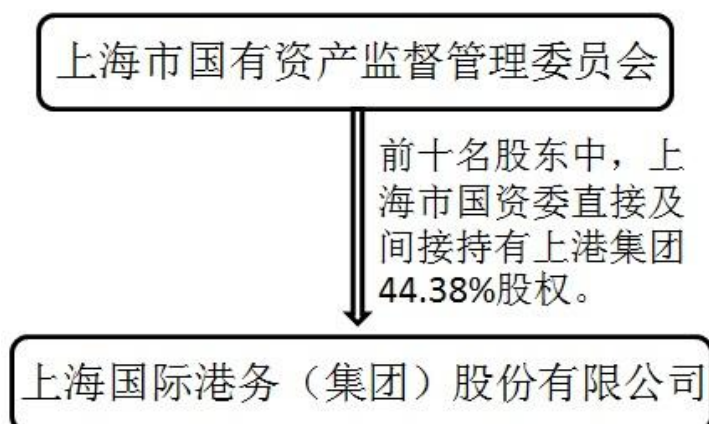 上海市国有资产监督管理委员会
前十名股东中，上
海市国资委直接及
间接持有上港集团
44.38%股权。
上海国际港务（集团）股份有限公司